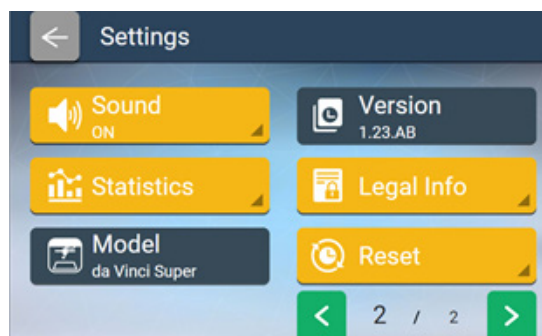 Settings
Sound
ON
Version
1.23.AB
Statistics
Legal Info
Model
da Vinci Super
Reset
2 / 2